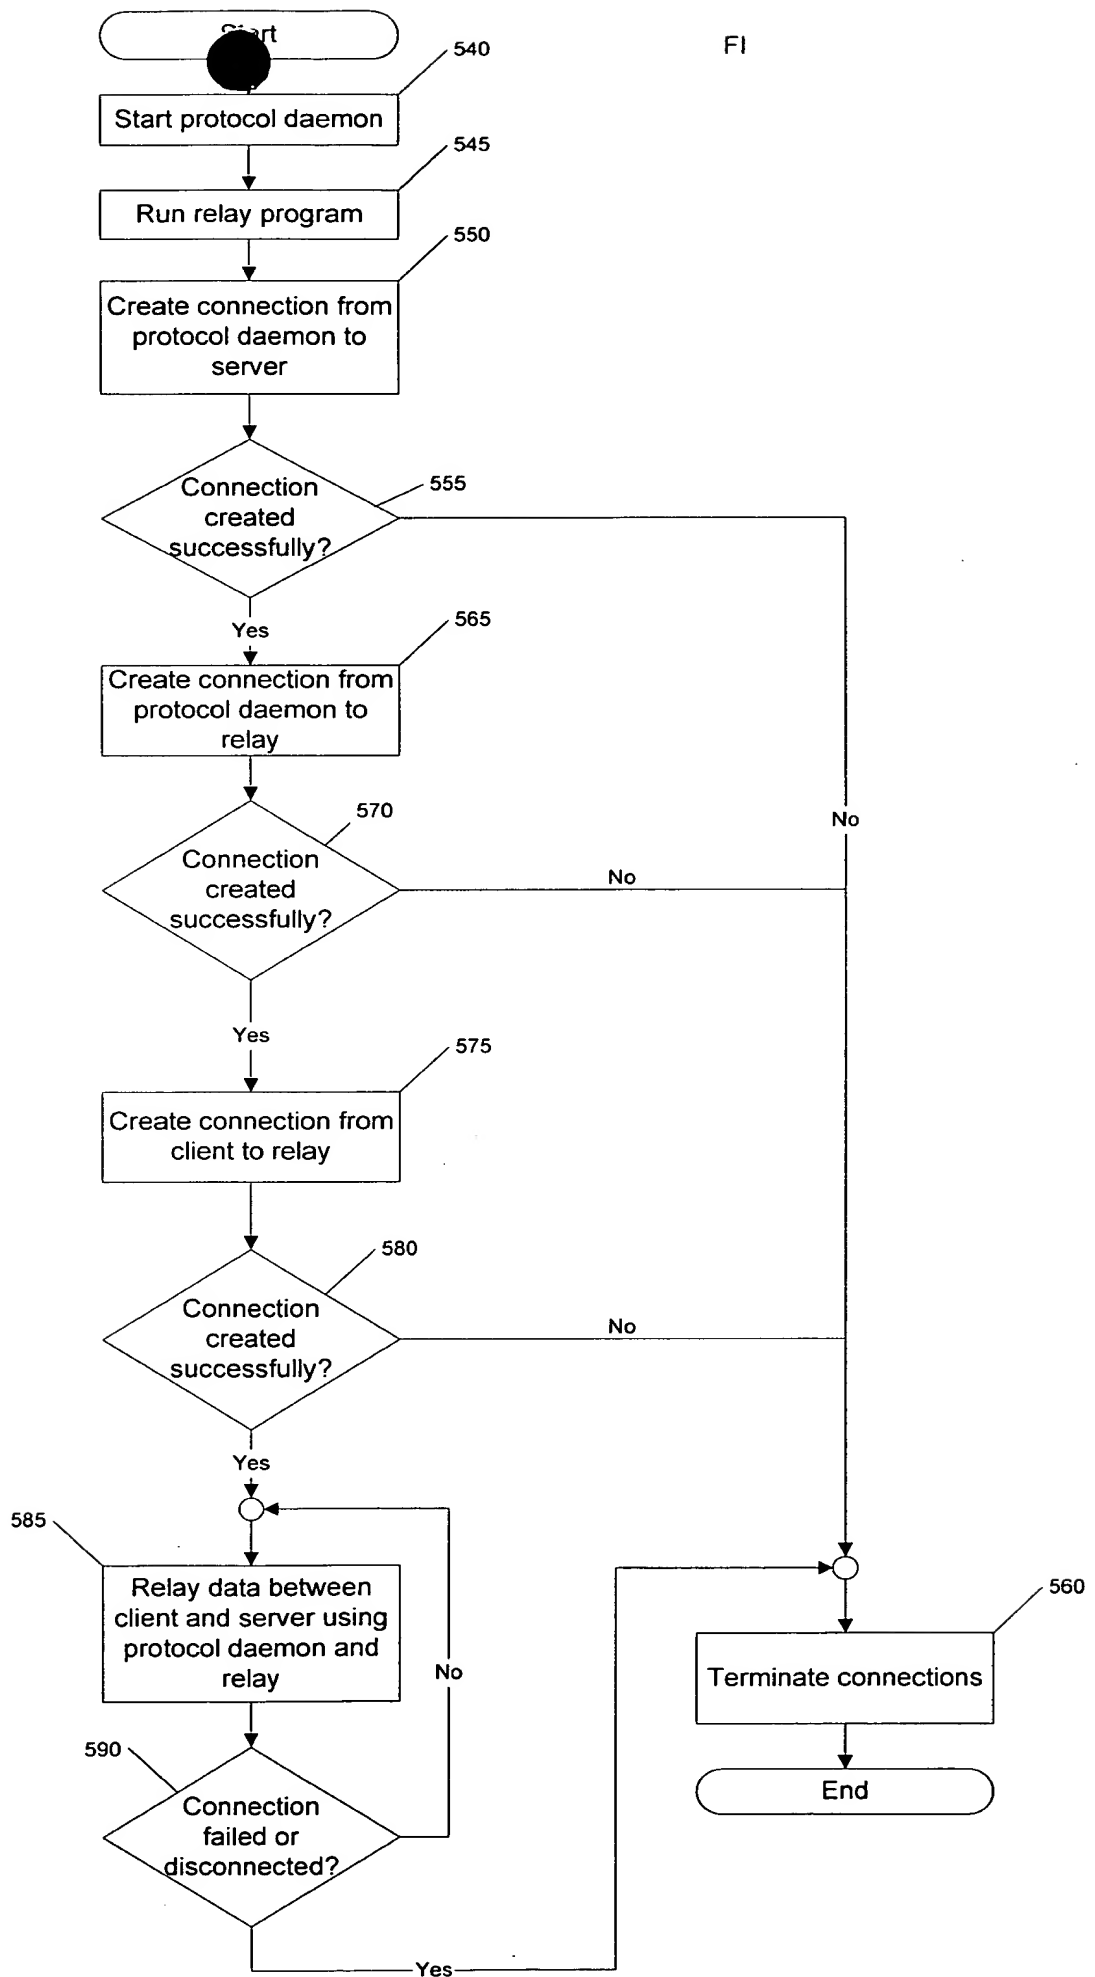 FI
540
Start protocol daemon
545
Run relay program
550
Create connection from
protocol daemon to
server
Connection
created
successfully?
555
Yes
565
Create connection from
protocol daemon to
relay
No
570
Connection
created
successfully?
No
Yes
575
Create connection from
client to relay
580
Connection
created
successfully?
No
Yes
585
Relay data between
client and server using
protocol daemon and
relay
No
560
Terminate connections
590
Connection
failed or
disconnected?
End
Yes